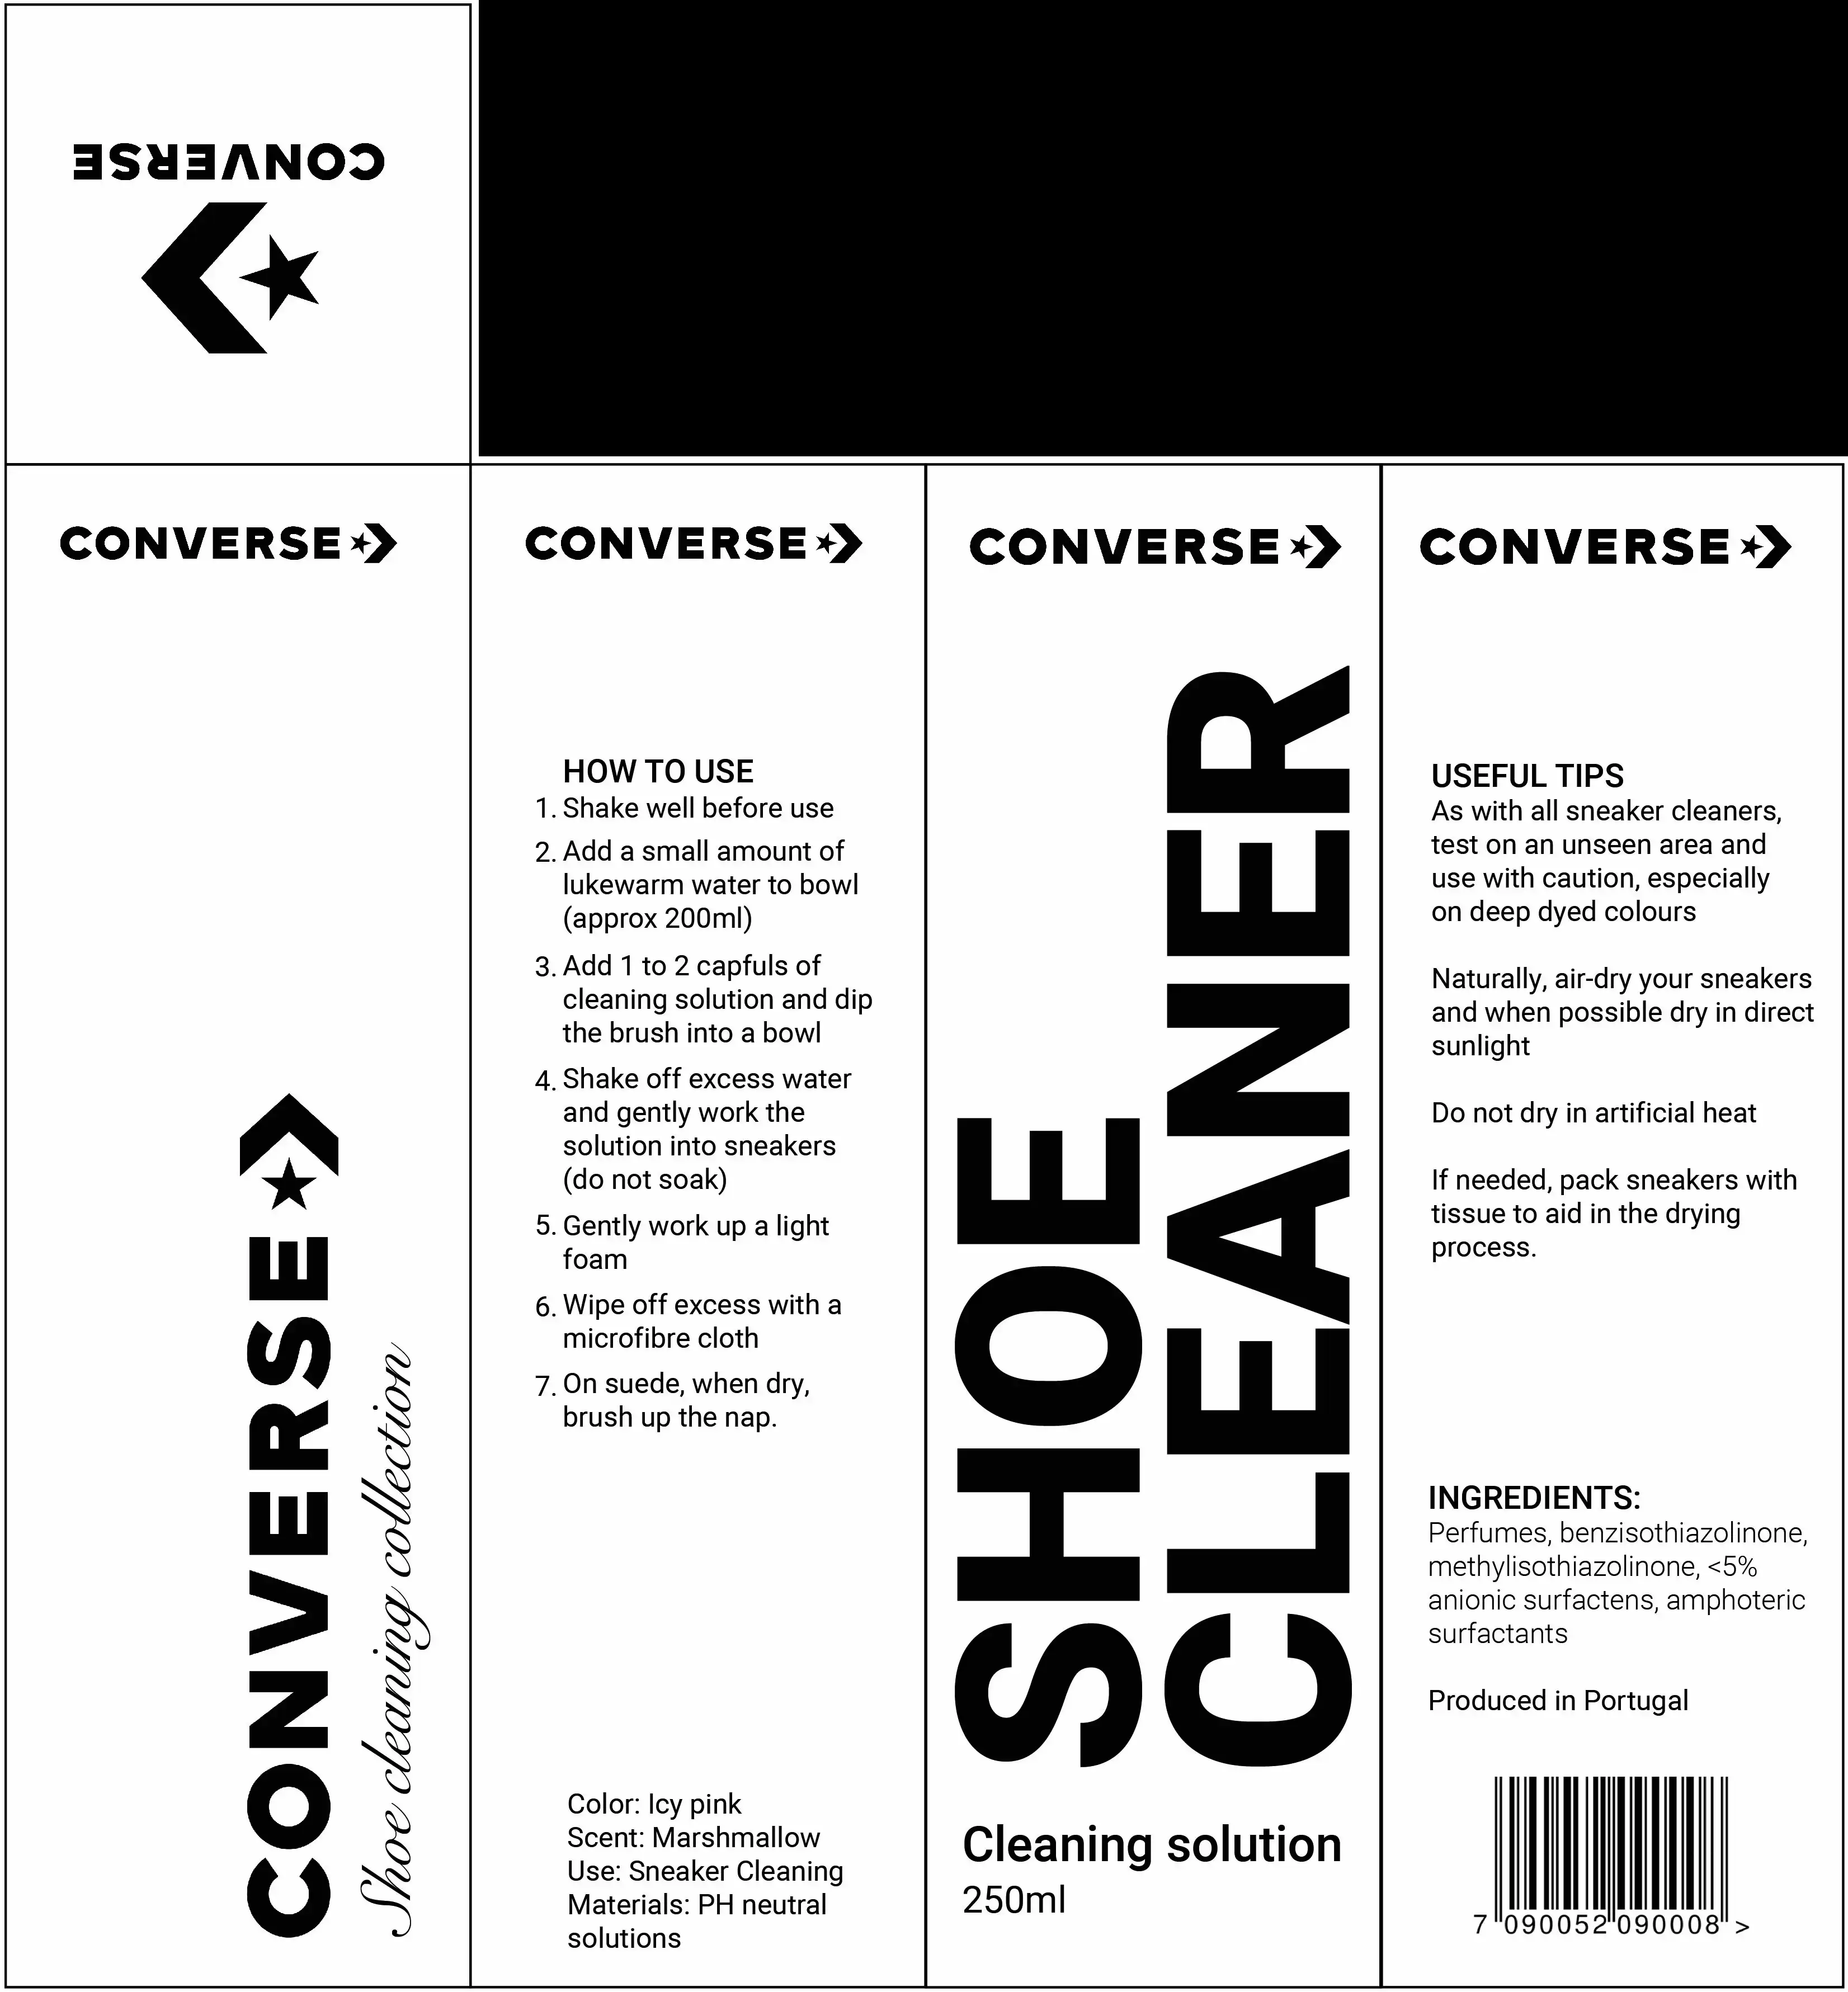 CONVERSE
CONVERSE
CONVERSE
Shoe cleaning collection
CONVERSE
HOW TO USE
1. Shake well before use
2. Add a small amount of
lukewarm water to bowl
(approx 200ml)
3. Add 1 to 2 capfuls of
cleaning solution and dip
the brush into a bowl
4. Shake off excess water
and gently work the
solution into sneakers
(do not soak)
5. Gently work up a light
foam
6. Wipe off excess with a
microfibre cloth
7. On suede, when dry,
brush up the nap.
Color: Icy pink
Scent: Marshmallow
Use: Sneaker Cleaning
Materials: PH neutral
solutions
CONVERSE
SHOE
CLEANER
Cleaning solution
250ml
CONVERSE
USEFUL TIPS
As with all sneaker cleaners,
test on an unseen area and
use with caution, especially
on deep dyed colours
Naturally, air-dry your sneakers
and when possible dry in direct
sunlight
Do not dry in artificial heat
If needed, pack sneakers with
tissue to aid in the drying
process.
INGREDIENTS:
Perfumes, benzisothiazolinone,
methylisothiazolinone, <5%
anionic surfactens, amphoteric
surfactants
Produced in Portugal
7 090052 090008 >